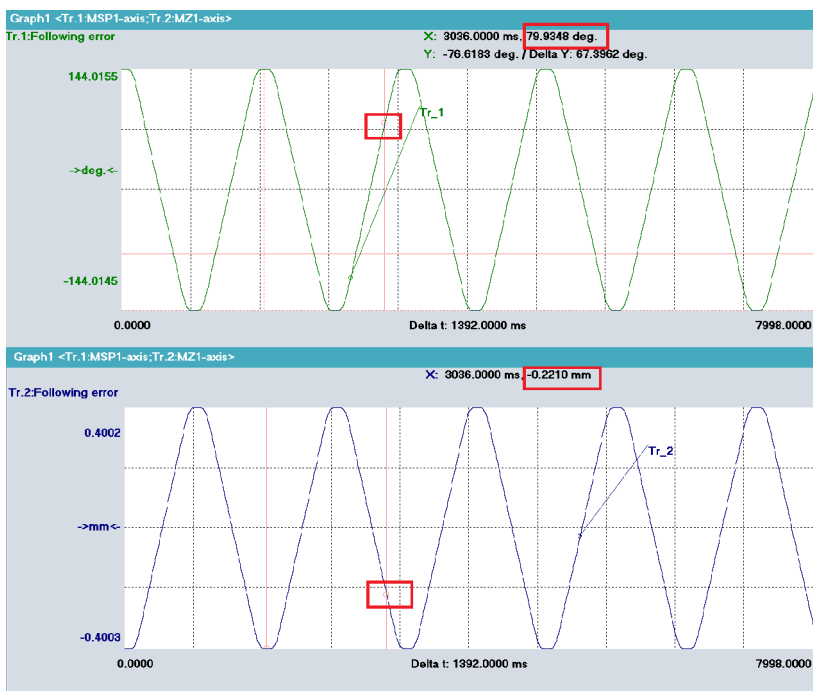 Graph1 <Tr.1:MSP1-axis;Tr.2:MZ1-axis>
Tr.1:Following error
X: 3036.0000 ms, 79.9348 deg.
Y: -76.6183 deg. / Delta Y: 67.3962 deg.
144.0155
Tr_1
->deg.<-
-144.0145
0.0000
Delta t: 1392.0000 ms
7998.0000
Graph1 <Tr.1:MSP1-axis;Tr.2:MZ1-axis>
X: 3036.0000 ms, -0.2210 mm
Tr.2:Following error
0.4002
Tr_2
->mm<-
-0.4003
0.0000
Delta t: 1392.0000 ms
7998.0000